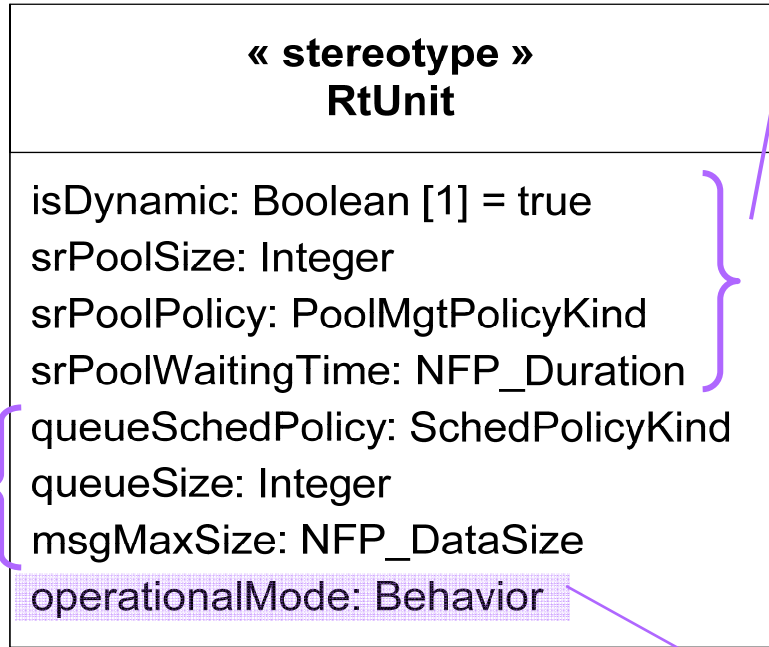 « stereotype »
RtUnit
isDynamic: Boolean [1] = true
srPoolSize: Integer
srPoolPolicy: PoolMgtPolicyKind
srPoolWaitingTime: NFP_Duration
queueSchedPolicy: SchedPolicyKind
queueSize: Integer
msgMaxSize: NFP_DataSize
operationalMode: Behavior